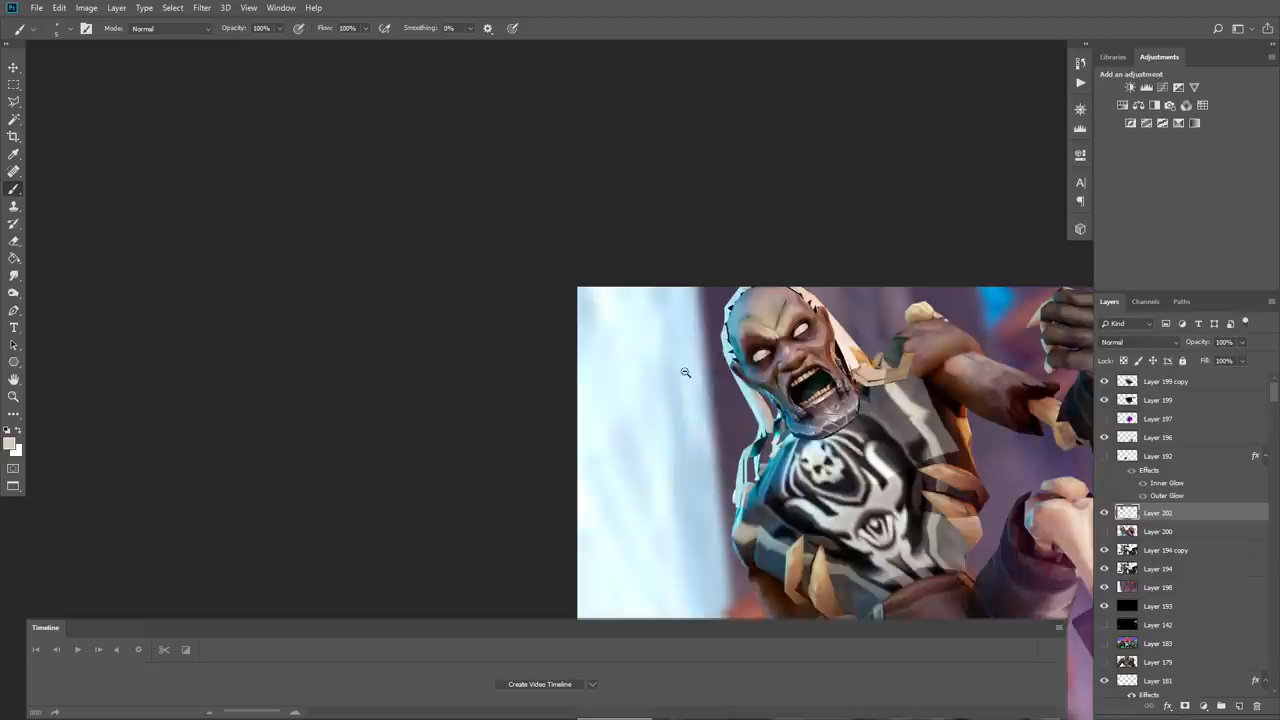 Ps File Edit Image Layer Type Select Filter 3D View Window Help
5 Mode: Normal Opacity: 100% Flow: 100% Smoothing: 0%
Libraries Adjustments
Add an adjustment
Layers Channels Paths
Kind
Normal Opacity: 100%
Lock: Fill: 100%
Layer 199 copy
Layer 199
Layer 197
Layer 196
Layer 192 fx
Effects
Inner Glow
Outer Glow
Layer 202
Layer 200
Layer 194 copy
Layer 194
Layer 198
Layer 193
Layer 142
Layer 183
Layer 179
Layer 181 fx
Effects
Timeline
Create Video Timeline